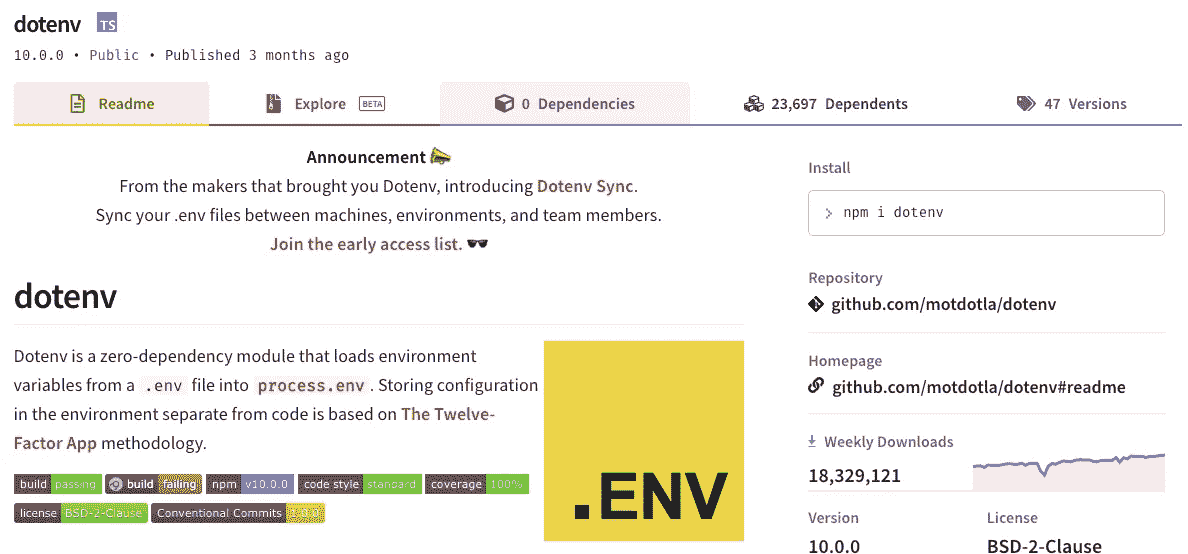 dotenv TS
10.0.0 • Public • Published 3 months ago
Readme
Explore BETA
0 Dependencies
23,697 Dependents
47 Versions
Announcement
From the makers that brought you Dotenv, introducing Dotenv Sync.
Sync your .env files between machines, environments, and team members.
Join the early access list.
dotenv
Dotenv is a zero-dependency module that loads environment
variables from a .env file into process.env. Storing configuration
in the environment separate from code is based on The Twelve-
Factor App methodology.
.ENV
build passing build failing npm v10.0.0 code style standard coverage 100%
license BSD-2-Clause Conventional Commits 1.0.0
Install
> npm i dotenv
Repository
github.com/motdotla/dotenv
Homepage
github.com/motdotla/dotenv#readme
Weekly Downloads
18,329,121
Version
10.0.0
License
BSD-2-Clause